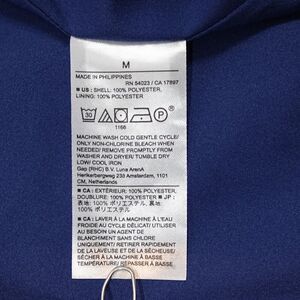 M
MADE IN PHILIPPINES
RN 54023 / CA 17897
■ US : SHELL: 100% POLYESTER,
LINING: 100% POLYESTER
30
P
1166
MACHINE WASH COLD GENTLE CYCLE/
ONLY NON-CHLORINE BLEACH WHEN
NEEDED/ REMOVE PROMPTLY FROM
WASHER AND DRYER/ TUMBLE DRY
LOW/ COOL IRON
Gap (RHC) B.V. Luna ArenA
Herikerbergweg 238 Amsterdam, 1101
CM, Netherlands
■ CA : EXTÉRIEUR: 100% POLYESTER,
DOUBLURE: 100% POLYESTER ■ JP :
表地: 100% ポリエステル, 裏地:
100% ポリエステル
■ CA : LAVER À LA MACHINE À L'EAU
FROIDE AU CYCLE DÉLICAT/ UTILISER
AU BESOIN UN AGENT DE
BLANCHIMENT SANS CHLORE
UNIQUEMENT/ RETIRER RAPIDEMENT
DE LA LAVEUSE ET DE LA SÉCHEUSE/
SÉCHER À LA MACHINE À BASSE
TEMPÉRATURE/ REPASSER À BASSE